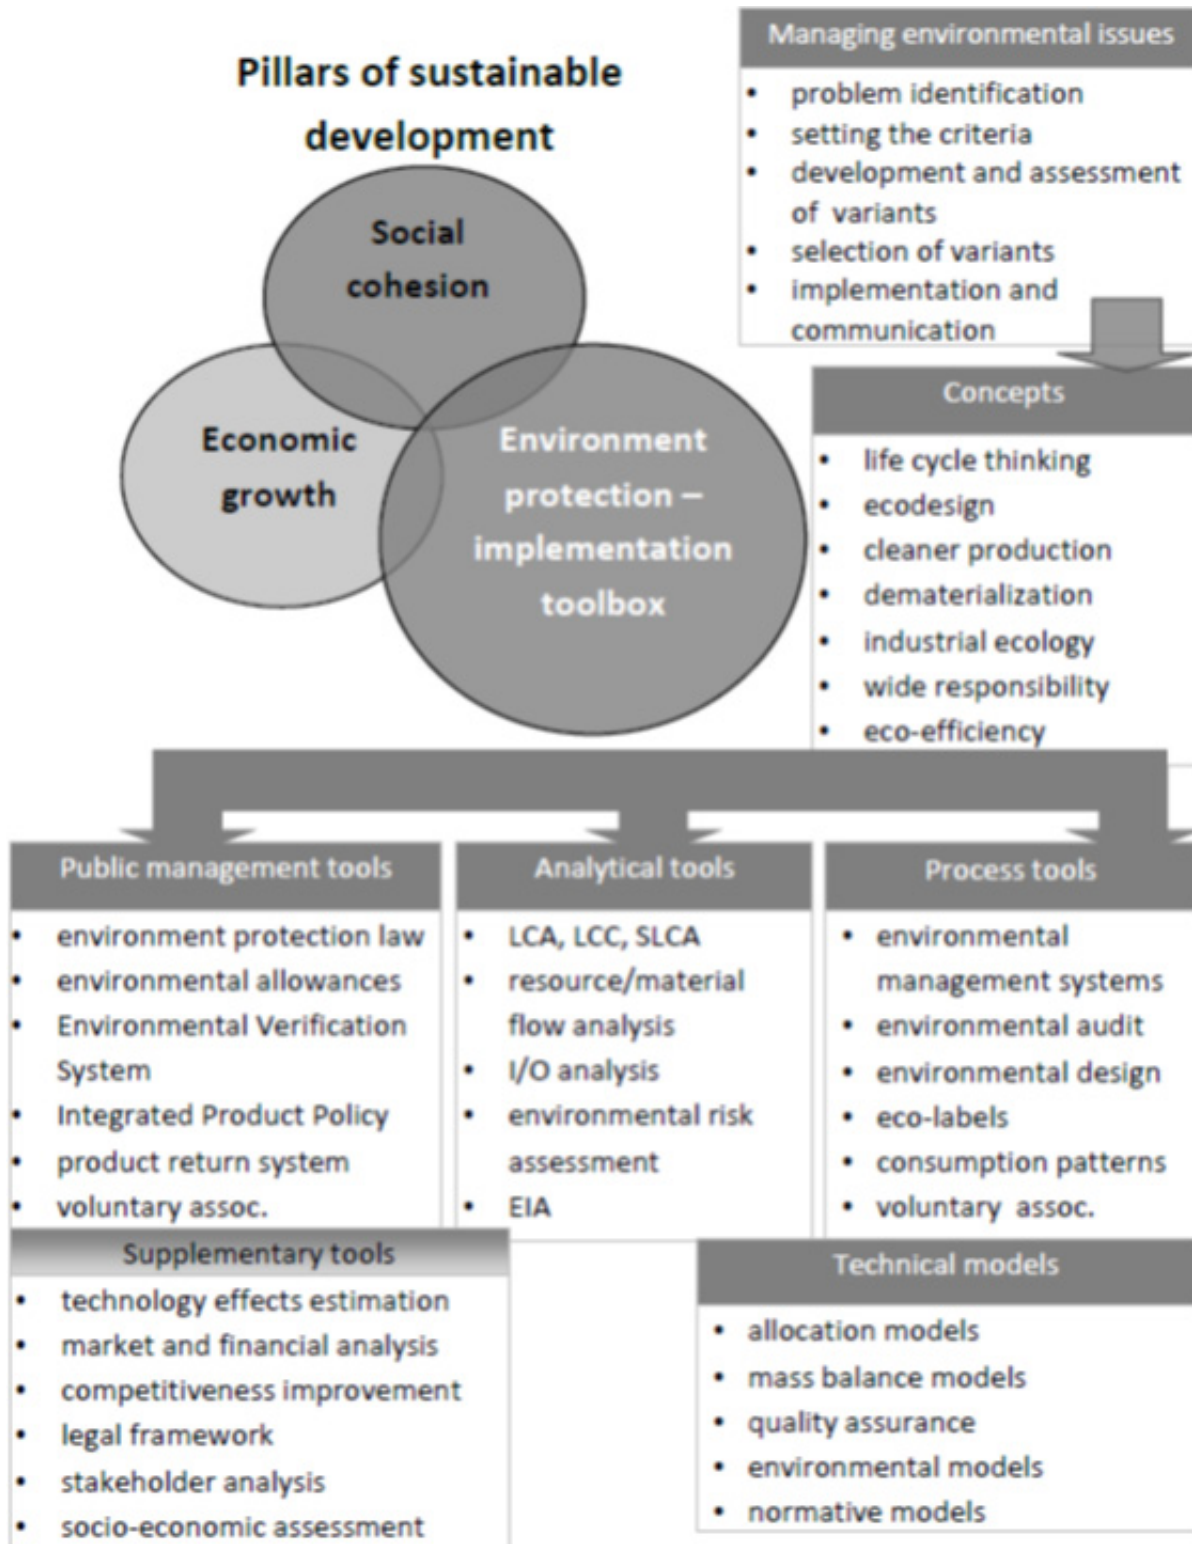 Pillars of sustainable
development
Social
cohesion
Economic
growth
Environment
protection –
implementation
toolbox
Managing environmental issues
• problem identification
• setting the criteria
• development and assessment
of variants
• selection of variants
• implementation and
communication
Concepts
• life cycle thinking
• ecodesign
• cleaner production
• dematerialization
• industrial ecology
• wide responsibility
• eco-efficiency
Public management tools
• environment protection law
• environmental allowances
• Environmental Verification
System
• Integrated Product Policy
• product return system
• voluntary assoc.
Analytical tools
• LCA, LCC, SLCA
• resource/material
flow analysis
• I/O analysis
• environmental risk
assessment
• EIA
Process tools
• environmental
management systems
• environmental audit
• environmental design
• eco-labels
• consumption patterns
• voluntary assoc.
Supplementary tools
• technology effects estimation
• market and financial analysis
• competitiveness improvement
• legal framework
• stakeholder analysis
• socio-economic assessment
Technical models
• allocation models
• mass balance models
• quality assurance
• environmental models
• normative models